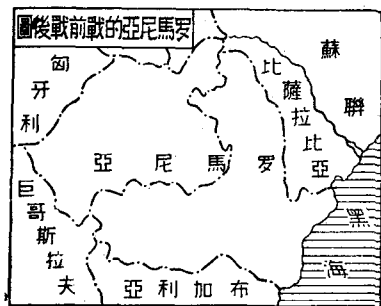 罗馬尼亞的戰前戰後圖
蘇聯
比薩拉比亞
匈牙利
罗馬尼亞
巨哥斯拉夫
黑海
布加利亞